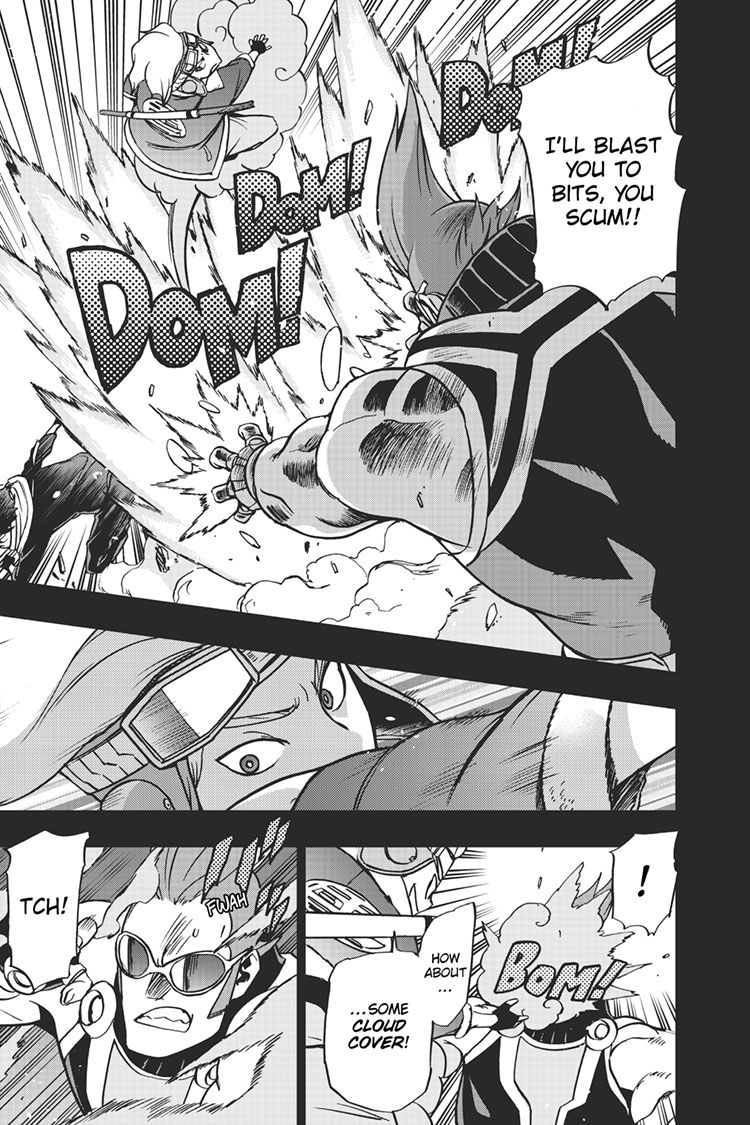 I'LL BLAST
YOU TO
BITS, YOU
SCUM!!
DOM!
DOM!
DOM!
!
BOM!
HOW
ABOUT
...
...SOME
CLOUD
COVER!
FWAH
TCH!